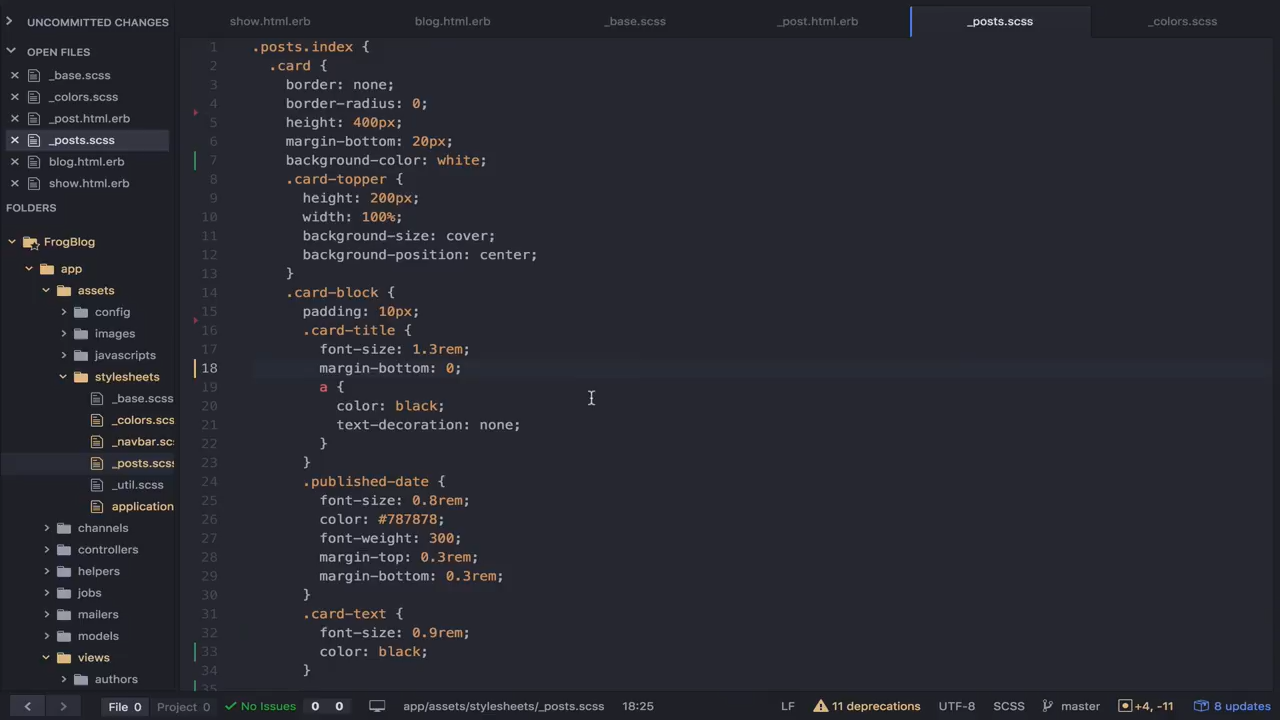 UNCOMMITTED CHANGES
OPEN FILES
_base.scss
_colors.scss
_post.html.erb
_posts.scss
blog.html.erb
show.html.erb
FOLDERS
FrogBlog
app
assets
config
images
javascripts
stylesheets
_base.scss
_colors.scs
_navbar.sc
_posts.scss
_util.scss
application
channels
controllers
helpers
jobs
mailers
models
views
authors
show.html.erb blog.html.erb _base.scss _post.html.erb _posts.scss _colors.scss
1 .posts.index {
2 .card {
3 border: none;
4 border-radius: 0;
5 height: 400px;
6 margin-bottom: 20px;
7 background-color: white;
8 .card-topper {
9 height: 200px;
10 width: 100%;
11 background-size: cover;
12 background-position: center;
13 }
14 .card-block {
15 padding: 10px;
16 .card-title {
17 font-size: 1.3rem;
18 margin-bottom: 0;
19 a {
20 color: black;
21 text-decoration: none;
22 }
23 }
24 .published-date {
25 font-size: 0.8rem;
26 color: #787878;
27 font-weight: 300;
28 margin-top: 0.3rem;
29 margin-bottom: 0.3rem;
30 }
31 .card-text {
32 font-size: 0.9rem;
33 color: black;
34 }
35
File 0 Project 0 No Issues 0 0 app/assets/stylesheets/_posts.scss 18:25 LF 11 deprecations UTF-8 SCSS master +4, -11 8 updates